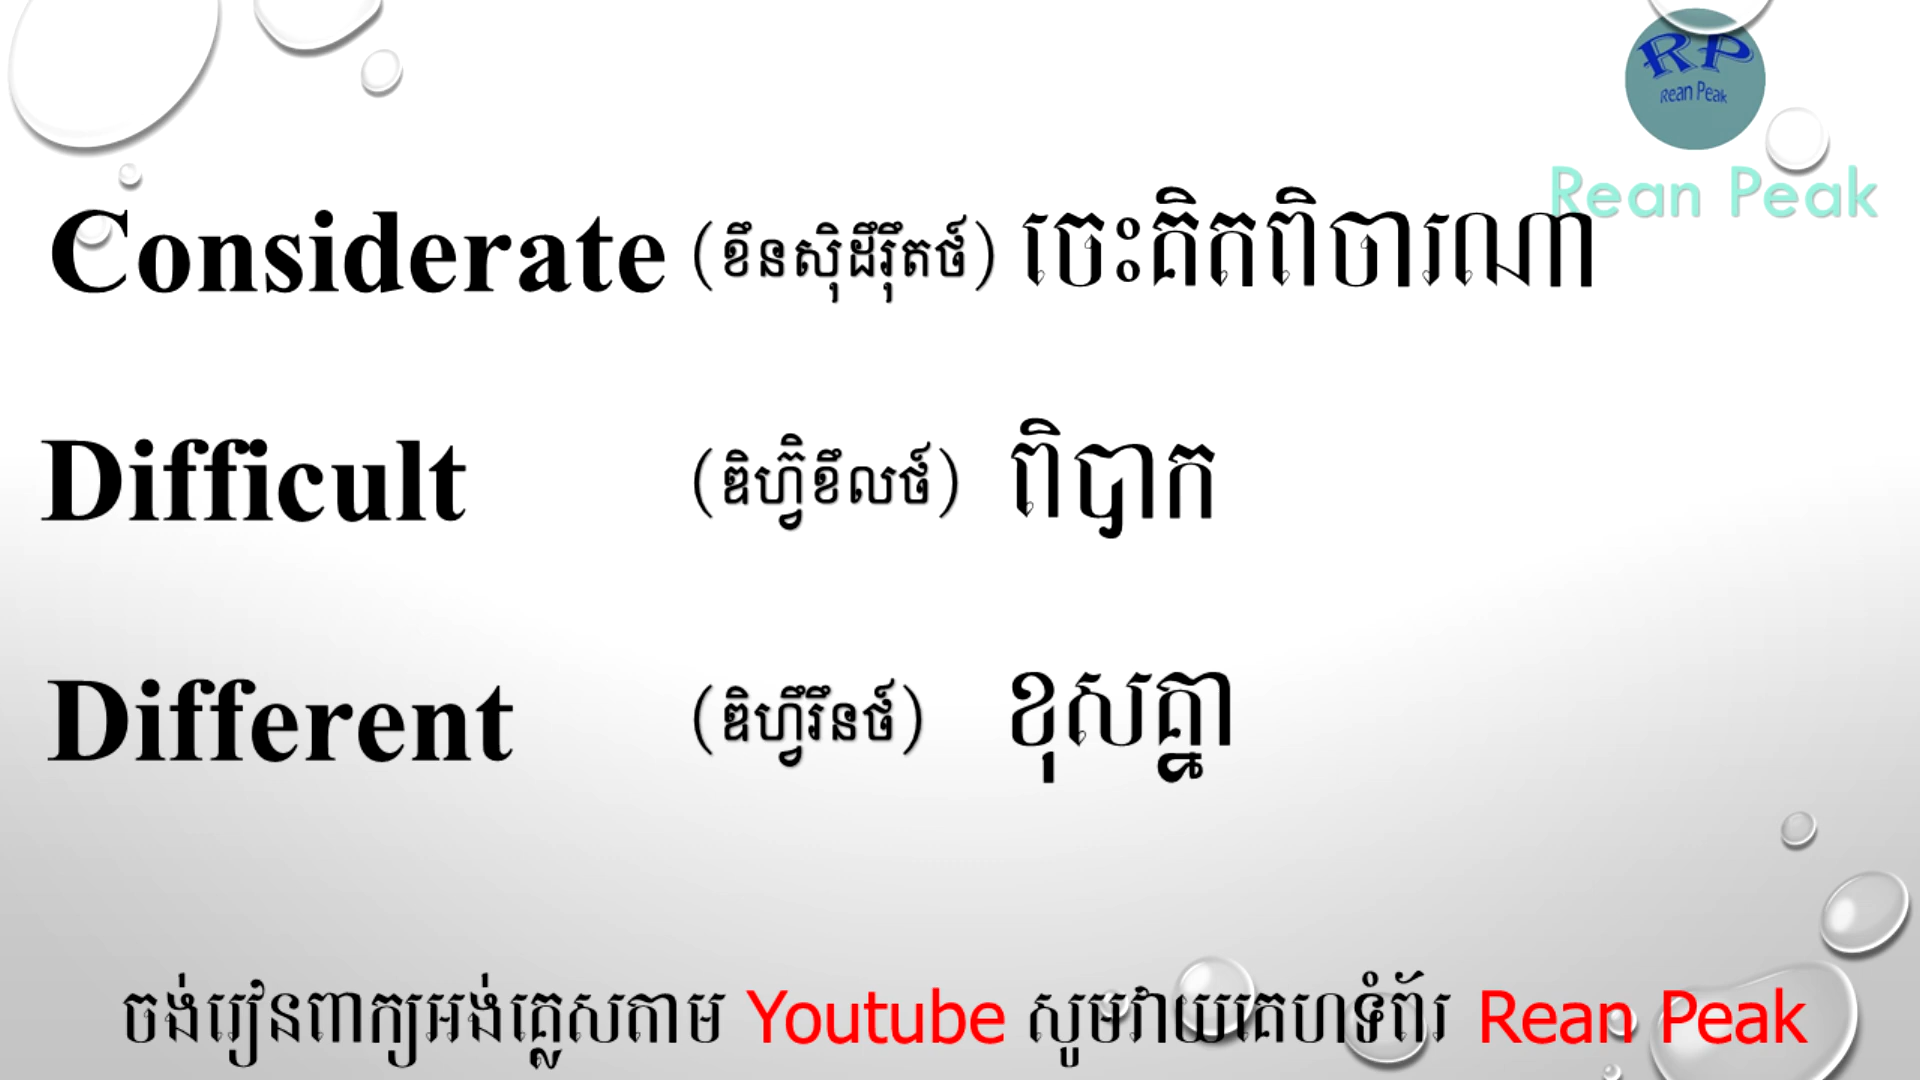 RP
Rean Peak
Rean Peak
Considerate (ខឹនស៊ិដឹរ៉ឹតថ៍) ចេះគិតពិចារណា
Difficult (ឌិហ្វ៊ិខឹលថ៍) ពិបាក
Different (ឌិហ្វឹរឹនថ៍) ខុសគ្នា
ចង់រៀនពាក្យអង់គ្លេសតាម Youtube សូមវាយគេហទំព័រ Rean Peak